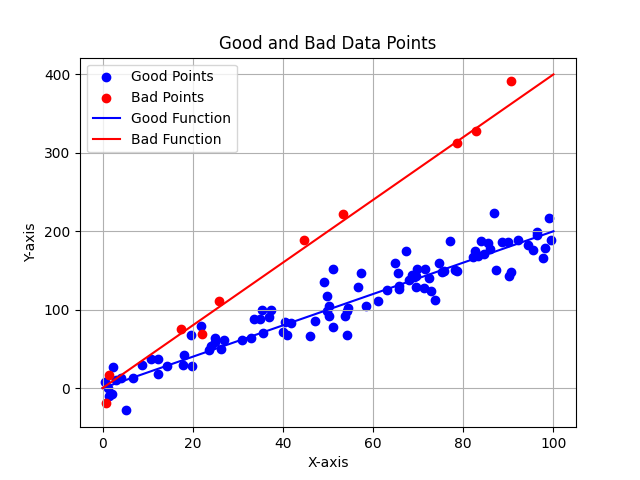 Good and Bad Data Points
Good Points
Bad Points
Good Function
Bad Function
400
300
200
100
0
Y-axis
0 20 40 60 80 100
X-axis